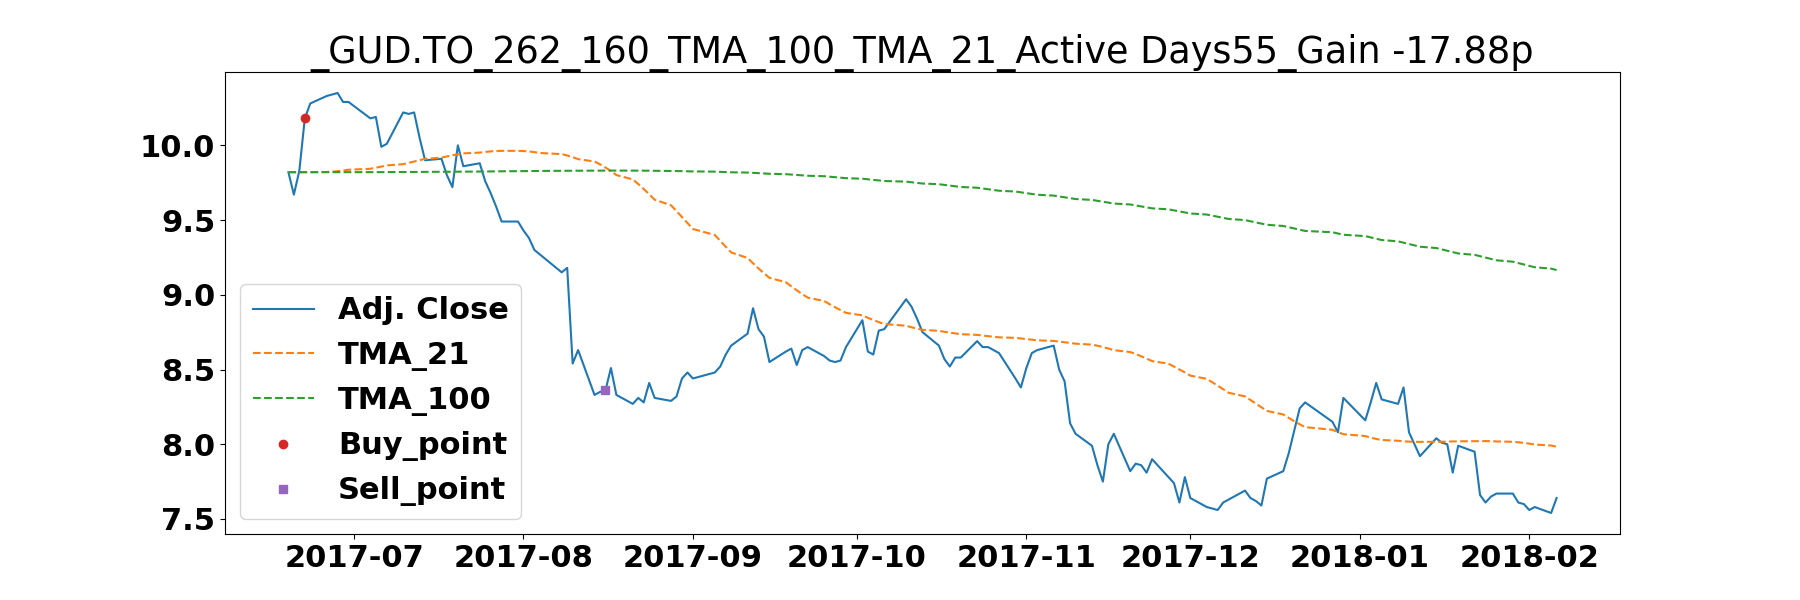 _GUD.TO_262_160_TMA_100_TMA_21_Active Days55_Gain -17.88p
10.0
9.5
9.0
8.5
8.0
7.5
Adj. Close
TMA_21
TMA_100
Buy_point
Sell_point
2017-07 2017-08 2017-09 2017-10 2017-11 2017-12 2018-01 2018-02